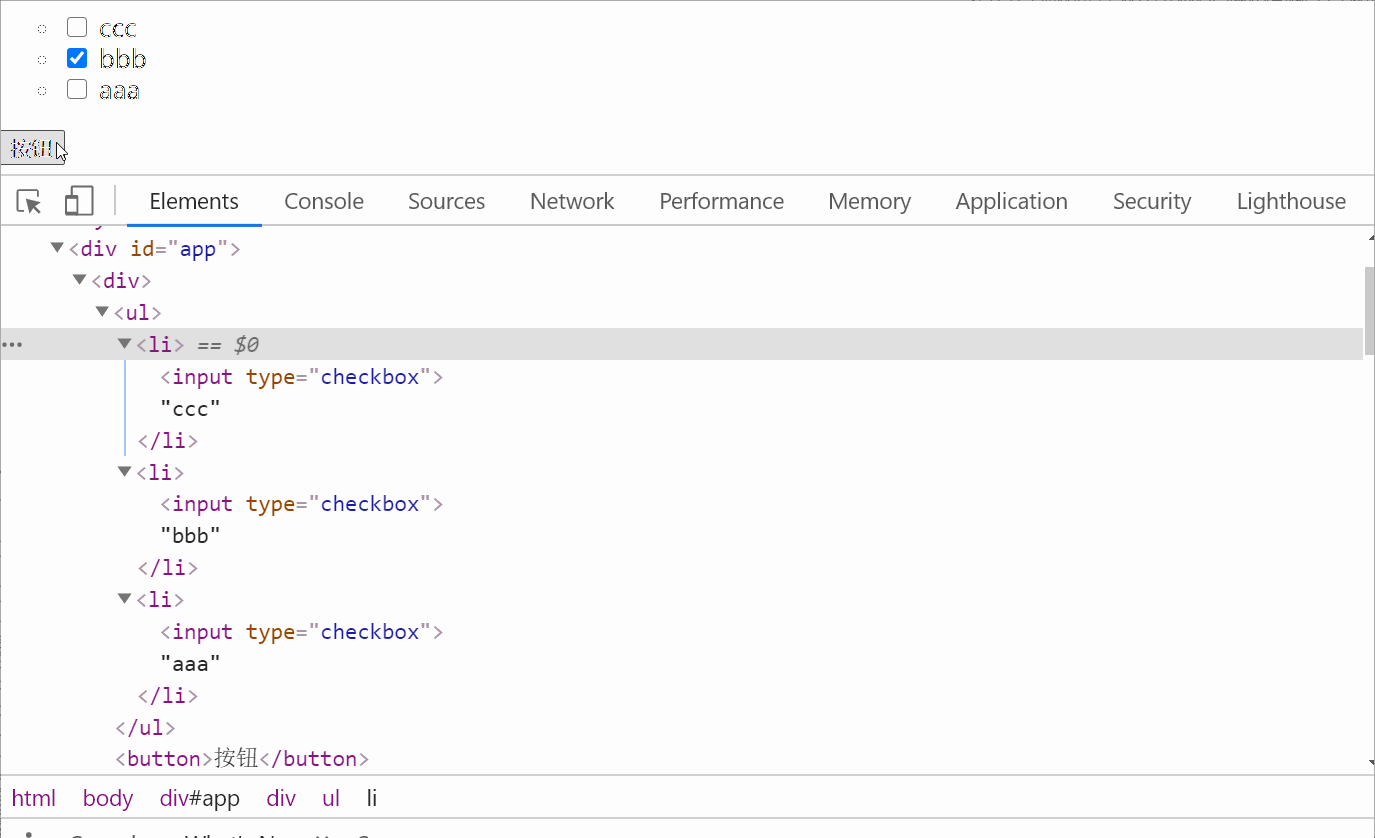 ccc
bbb
aaa
按钮
Elements Console Sources Network Performance Memory Application Security Lighthouse
<div id="app">
<div>
<ul>
<li> == $0
<input type="checkbox">
"ccc"
</li>
<li>
<input type="checkbox">
"bbb"
</li>
<li>
<input type="checkbox">
"aaa"
</li>
</ul>
<button>按钮</button>
html body div#app div ul li